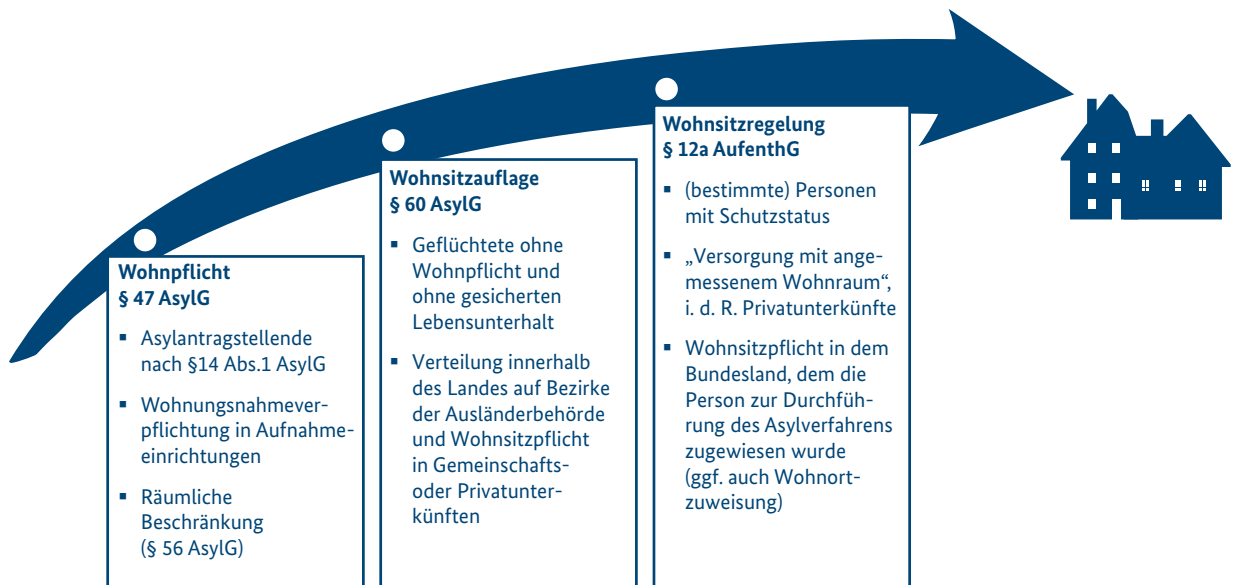 Wohnpflicht
§ 47 AsylG
▪ Asylantragstellende
nach §14 Abs.1 AsylG
▪ Wohnungsnahmever-
pflichtung in Aufnahme-
einrichtungen
▪ Räumliche
Beschränkung
(§ 56 AsylG)
Wohnsitzauflage
§ 60 AsylG
▪ Geflüchtete ohne
Wohnpflicht und
ohne gesicherten
Lebensunterhalt
▪ Verteilung innerhalb
des Landes auf Bezirke
der Ausländerbehörde
und Wohnsitzpflicht
in Gemeinschafts-
oder Privatunter-
künften
Wohnsitzregelung
§ 12a AufenthG
▪ (bestimmte) Personen
mit Schutzstatus
▪ „Versorgung mit ange-
messenem Wohnraum“,
i. d. R. Privatunterkünfte
▪ Wohnsitzpflicht in dem
Bundesland, dem die
Person zur Durchfüh-
rung des Asylverfahrens
zugewiesen wurde
(ggf. auch Wohnort-
zuweisung)